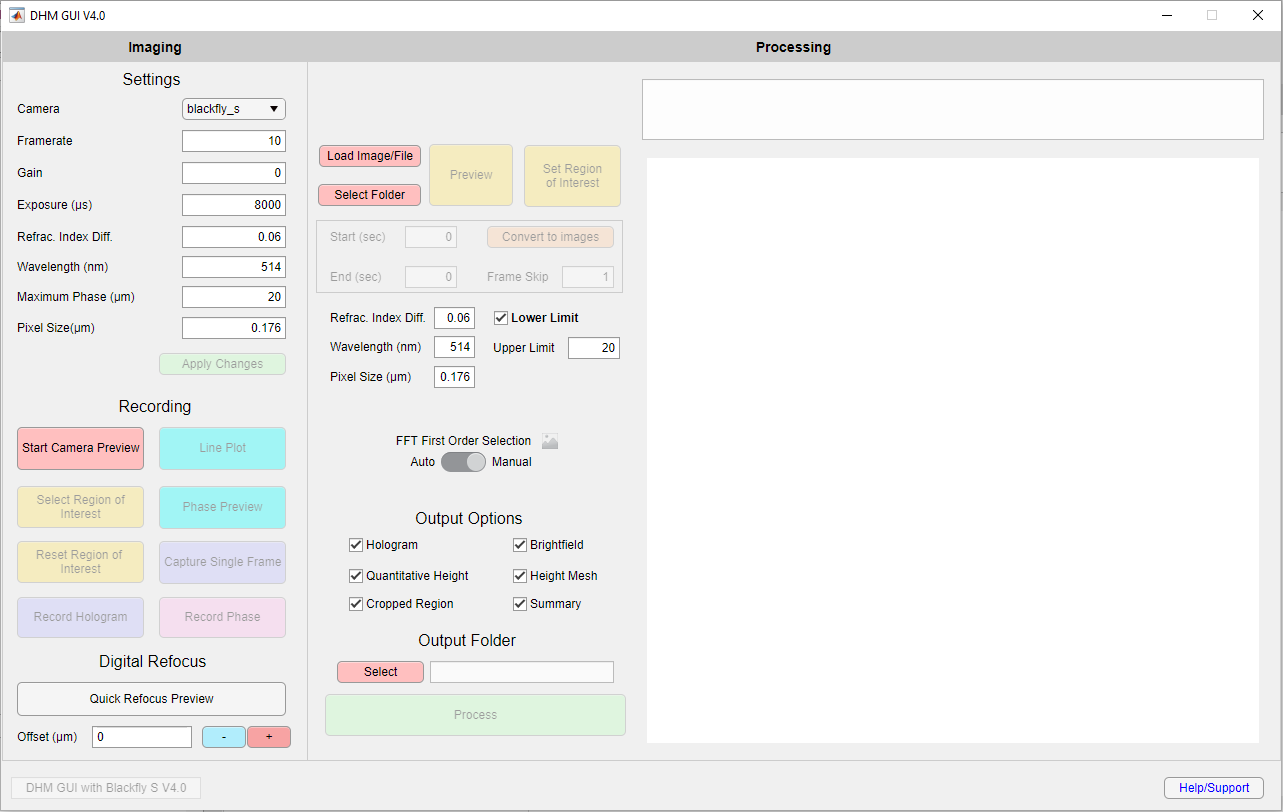 DHM GUI V4.0
Imaging
Processing
Settings
Camera
blackfly_s
Framerate
10
Gain
0
Exposure (µs)
8000
Refrac. Index Diff.
0.06
Wavelength (nm)
514
Maximum Phase (µm)
20
Pixel Size(µm)
0.176
Apply Changes
Recording
Start Camera Preview
Line Plot
Select Region of
Interest
Phase Preview
Reset Region of
Interest
Capture Single Frame
Record Hologram
Record Phase
Digital Refocus
Quick Refocus Preview
Offset (µm)
0
-
+
Load Image/File
Select Folder
Preview
Set Region
of Interest
Start (sec)
0
Convert to images
End (sec)
0
Frame Skip
1
Refrac. Index Diff.
0.06
Lower Limit
Wavelength (nm)
514
Upper Limit
20
Pixel Size (µm)
0.176
FFT First Order Selection
Auto
Manual
Output Options
Hologram
Brightfield
Quantitative Height
Height Mesh
Cropped Region
Summary
Output Folder
Select
Process
DHM GUI with Blackfly S V4.0
Help/Support